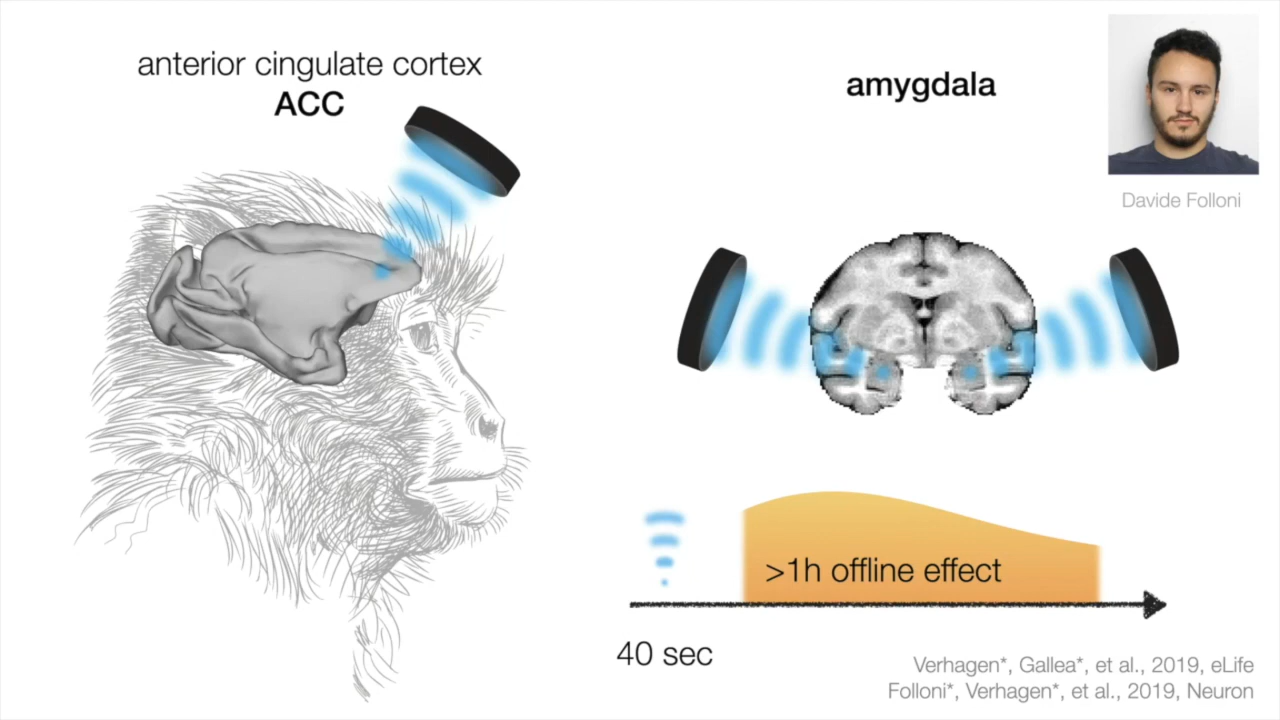 anterior cingulate cortex
ACC
amygdala
Davide Folloni
>1h offline effect
40 sec
Verhagen*, Gallea*, et al., 2019, eLife
Folloni*, Verhagen*, et al., 2019, Neuron